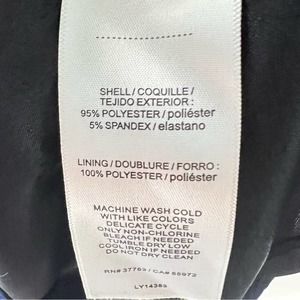 SHELL / COQUILLE /
TEJIDO EXTERIOR :
95% POLYESTER / poliéster
5% SPANDEX / elastano
LINING / DOUBLURE / FORRO :
100% POLYESTER / poliéster
MACHINE WASH COLD
WITH LIKE COLORS
DELICATE CYCLE
ONLY NON-CHLORINE
BLEACH IF NEEDED
TUMBLE DRY LOW
COOL IRON IF NEEDED
DO NOT DRY CLEAN
RN# 37763 / CA# 55972